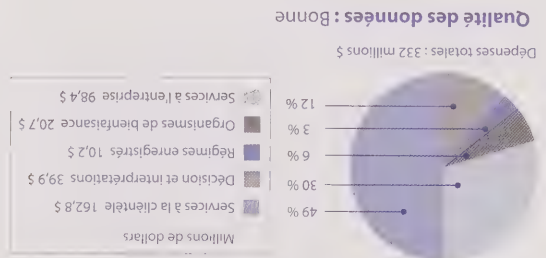 49 %
30 %
6 %
3 %
12 %
Millions de dollars
Services à la clientèle 162,8 $
Décision et interprétations 39,9 $
Régimes enregistrés 10,2 $
Organismes de bienfaisance 20,7 $
Services à l'entreprise 98,4 $
Dépenses totales : 332 millions $
Qualité des données : Bonne